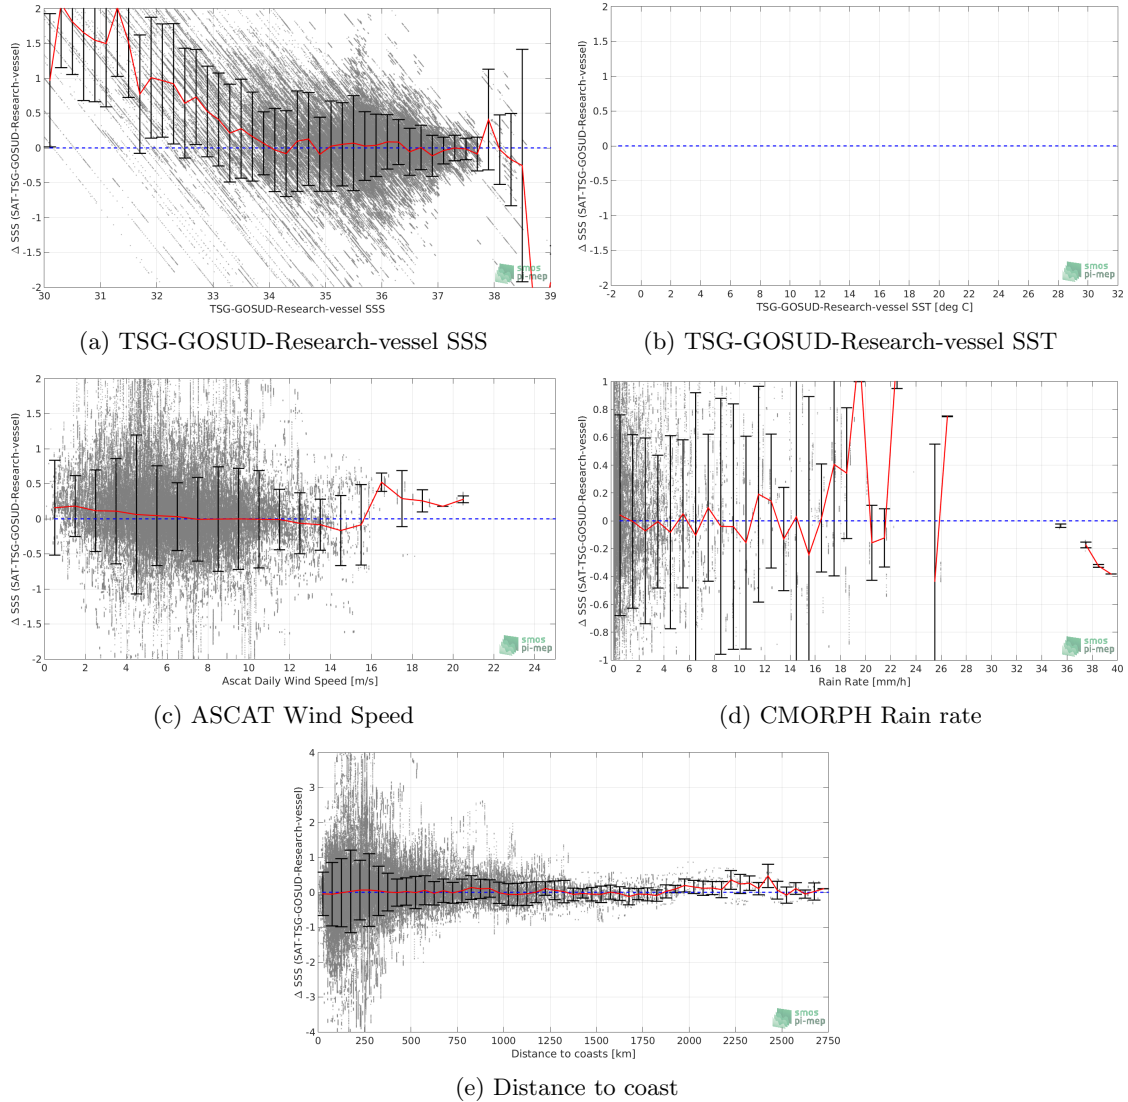 2
1.5
1
0.5
0
-0.5
-1
-1.5
-2
Δ SSS (SAT-TSG-GOSUD-Research-vessel)
30 31 32 33 34 35 36 37 38 39
TSG-GOSUD-Research-vessel SSS
smos
pi-mep
(a) TSG-GOSUD-Research-vessel SSS
2
1.5
1
0.5
0
-0.5
-1
-1.5
-2
Δ SSS (SAT-TSG-GOSUD-Research-vessel)
-2 0 2 4 6 8 10 12 14 16 18 20 22 24 26 28 30 32
TSG-GOSUD-Research-vessel SST [deg C]
smos
pi-mep
(b) TSG-GOSUD-Research-vessel SST
2
1.5
1
0.5
0
-0.5
-1
-1.5
-2
Δ SSS (SAT-TSG-GOSUD-Research-vessel)
0 2 4 6 8 10 12 14 16 18 20 22 24
Ascat Daily Wind Speed [m/s]
smos
pi-mep
(c) ASCAT Wind Speed
1
0.8
0.6
0.4
0.2
0
-0.2
-0.4
-0.6
-0.8
-1
Δ SSS (SAT-TSG-GOSUD-Research-vessel)
0 2 4 6 8 10 12 14 16 18 20 22 24 26 28 30 32 34 36 38 40
Rain Rate [mm/h]
smos
pi-mep
(d) CMORPH Rain rate
4
3
2
1
0
-1
-2
-3
-4
Δ SSS (SAT-TSG-GOSUD-Research-vessel)
0 250 500 750 1000 1250 1500 1750 2000 2250 2500 2750
Distance to coasts [km]
smos
pi-mep
(e) Distance to coast